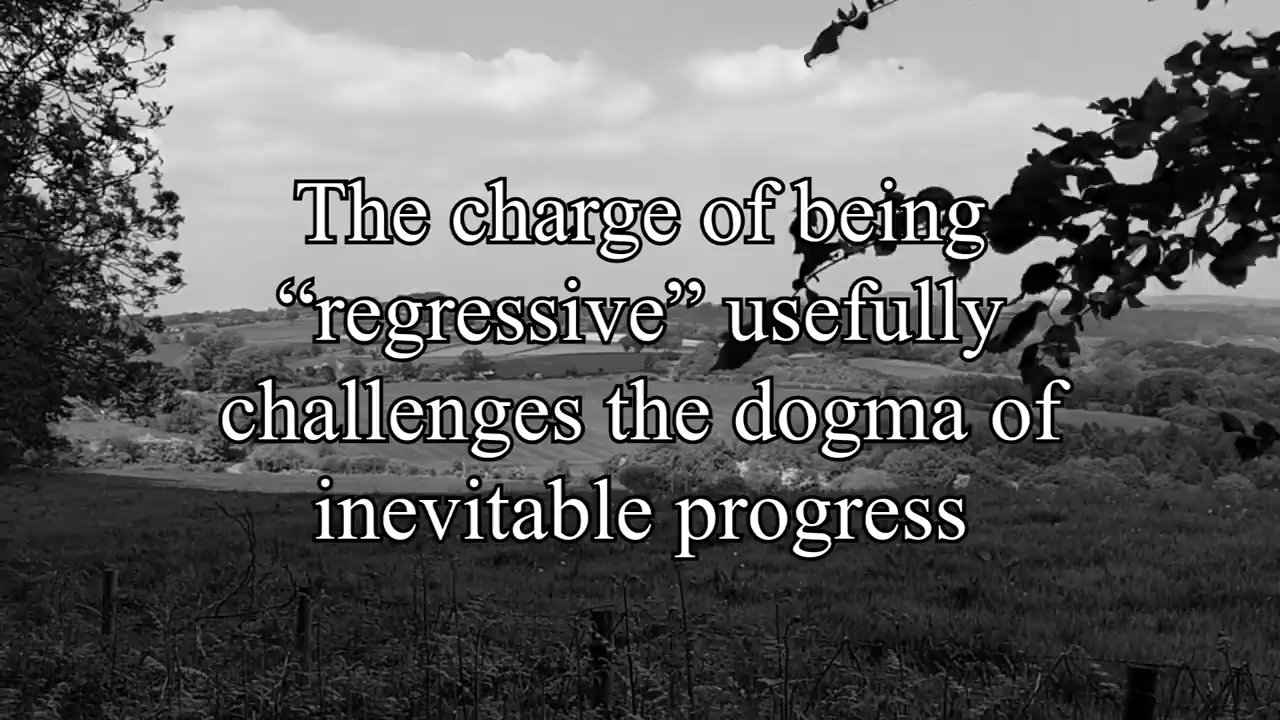 The charge of being
“regressive” usefully
challenges the dogma of
inevitable progress